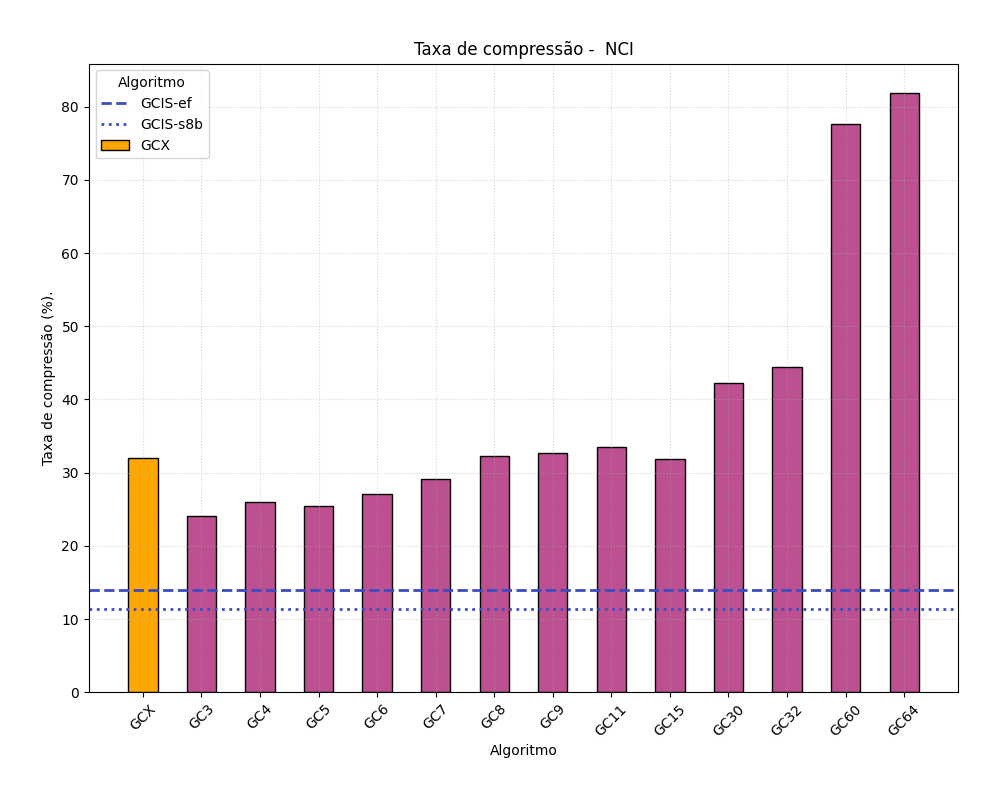 Taxa de compressão -  NCI
Algoritmo
GCIS-ef
GCIS-s8b
GCX
Taxa de compressão (%).
80
70
60
50
40
30
20
10
0
GCX
GC3
GC4
GC5
GC6
GC7
GC8
GC9
GC11
GC15
GC30
GC32
GC60
GC64
Algoritmo